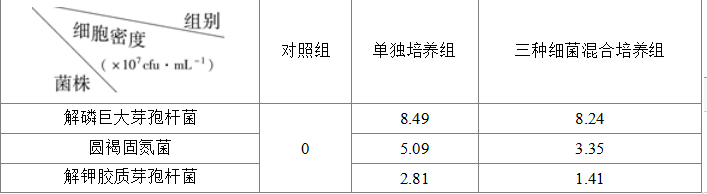 组别
细胞密度
(×10⁷cfu·mL⁻¹)
菌株
对照组 单独培养组 三种细菌混合培养组
解磷巨大芽孢杆菌 8.49 8.24
圆褐固氮菌 0 5.09 3.35
解钾胶质芽孢杆菌 2.81 1.41